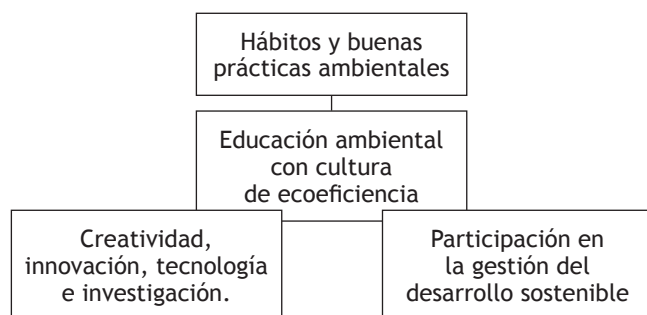 Hábitos y buenas
prácticas ambientales
Educación ambiental
con cultura
de ecoeficiencia
Creatividad,
innovación, tecnología
e investigación.
Participación en
la gestión del
desarrollo sostenible